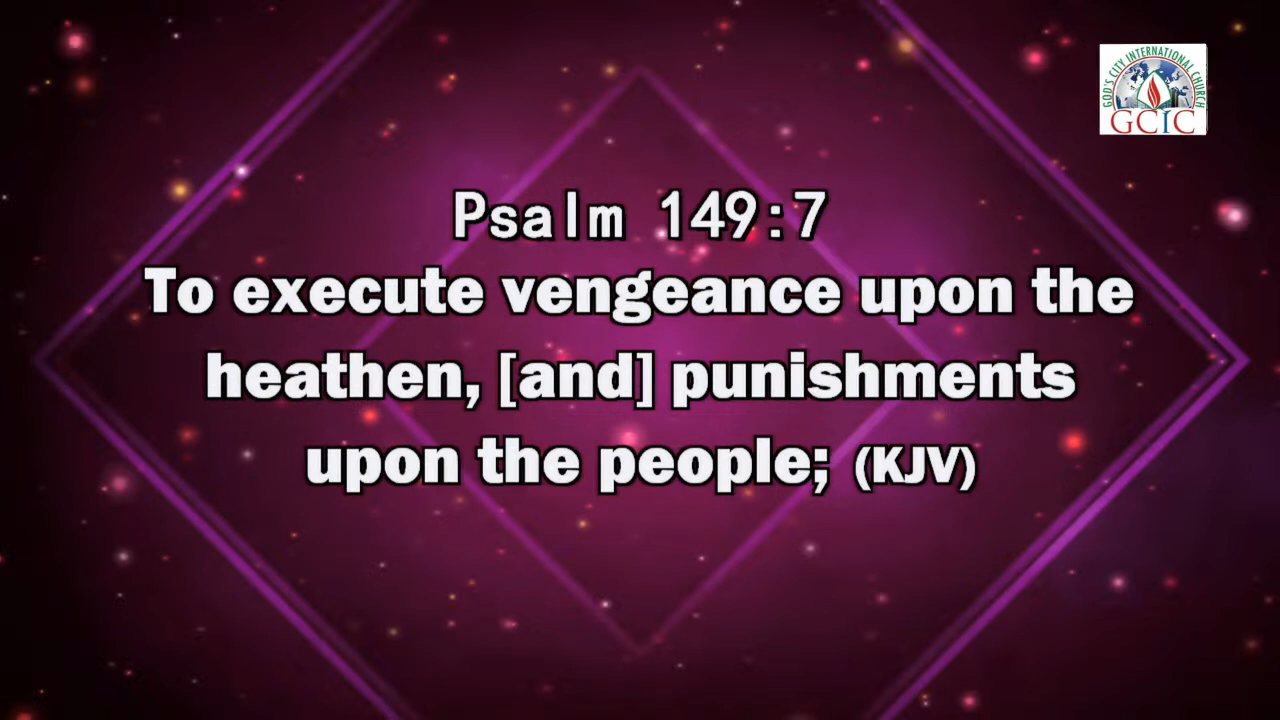 GOD'S CITY INTERNATIONAL CHURCH
GCIC
Psalm 149:7
To execute vengeance upon the
heathen, [and] punishments
upon the people; (KJV)